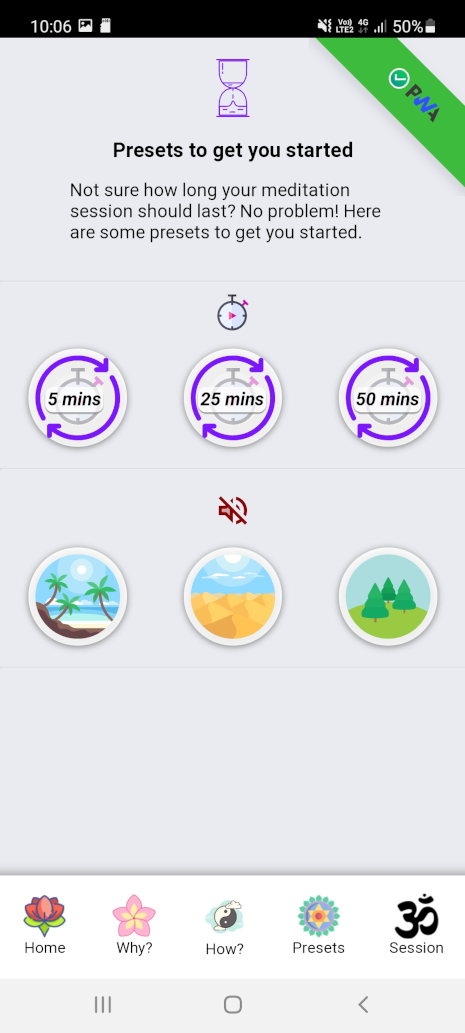 10:06
Vo))
LTE2
4G
50%
PWA
Presets to get you started
Not sure how long your meditation
session should last? No problem! Here
are some presets to get you started.
5 mins
25 mins
50 mins
Home
Why?
How?
Presets
Session